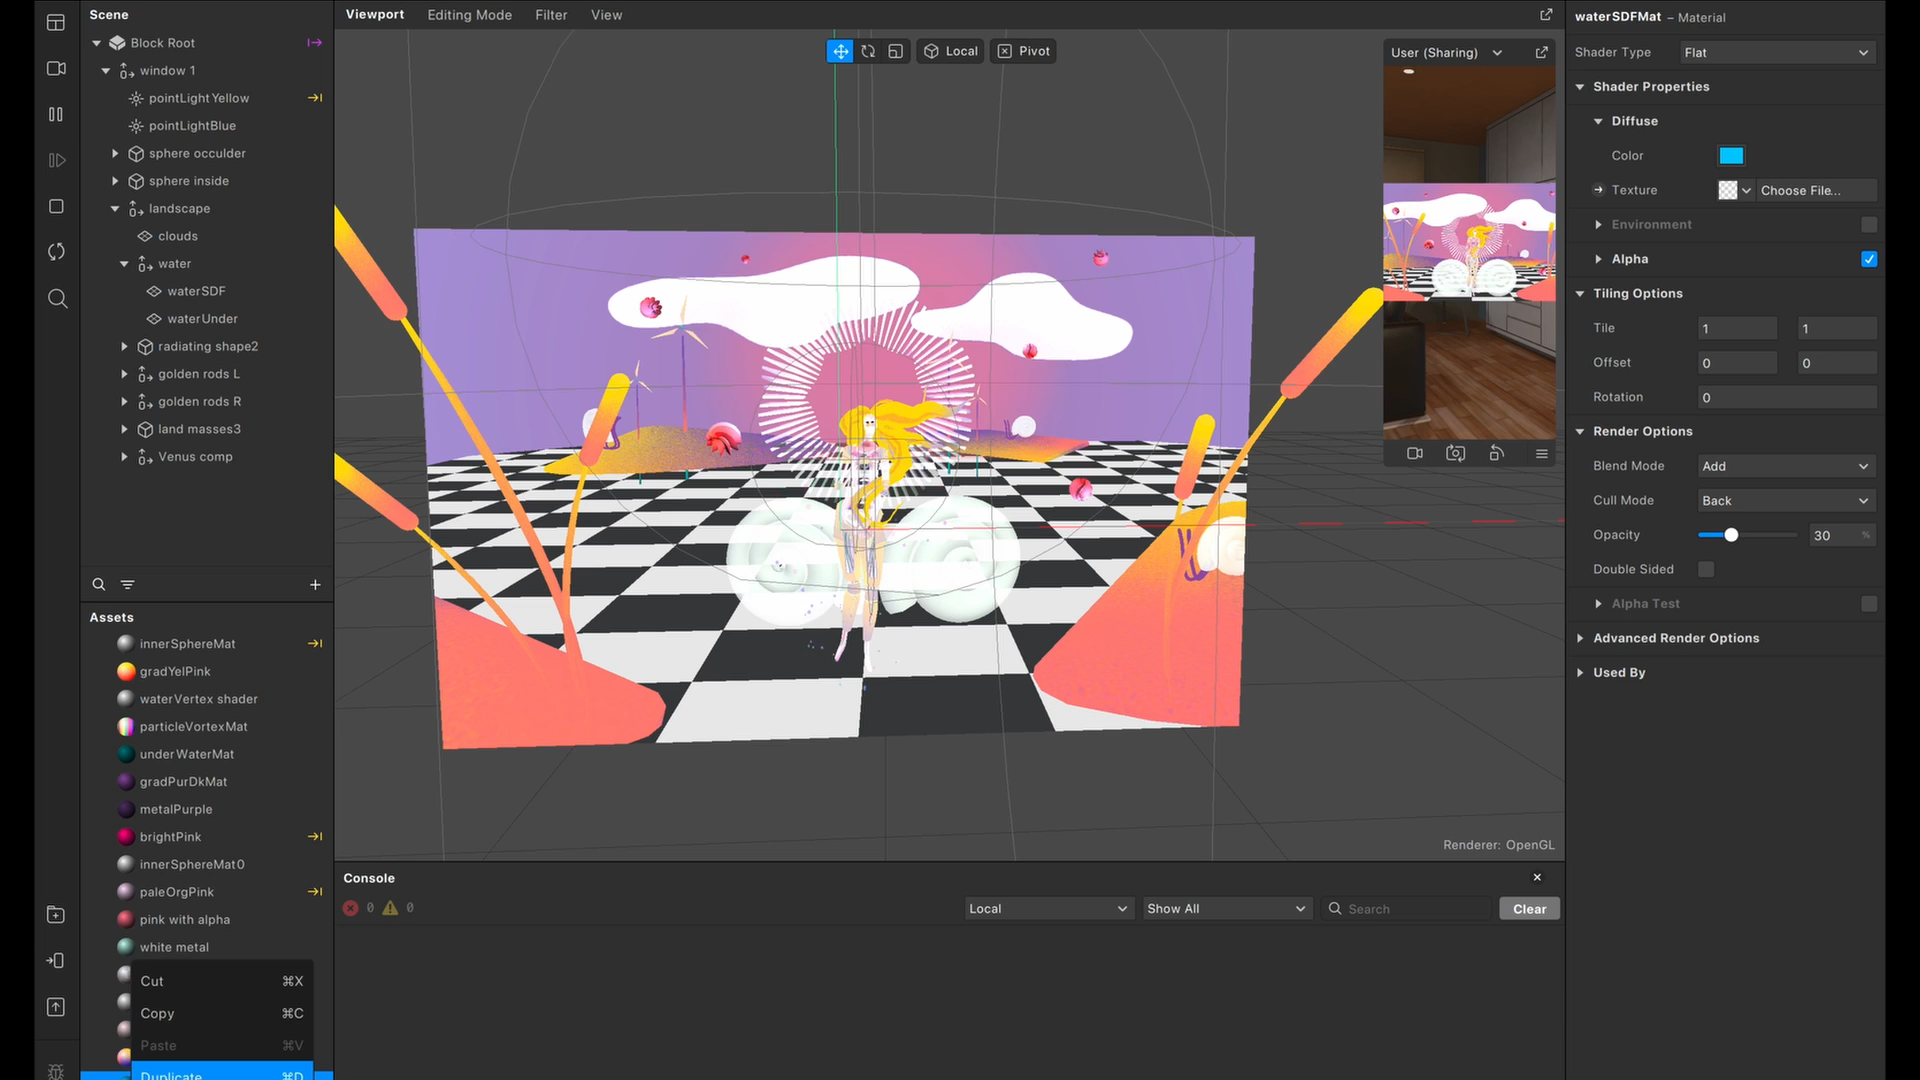 Scene
Block Root
window 1
pointLightYellow
pointLightBlue
sphere occulder
sphere inside
landscape
clouds
water
waterSDF
waterUnder
radiating shape2
golden rods L
golden rods R
land masses3
Venus comp
Assets
innerSphereMat
gradYelPink
waterVertex shader
particleVortexMat
underWaterMat
gradPurDkMat
metalPurple
brightPink
innerSphereMat0
paleOrgPink
pink with alpha
white metal
Cut ⌘X
Copy ⌘C
Paste ⌘V
Duplicate ⌘D
Viewport Editing Mode Filter View
Local Pivot
User (Sharing)
Renderer: OpenGL
Console
0 0
Local Show All Search Clear
waterSDFMat – Material
Shader Type Flat
Shader Properties
Diffuse
Color
Texture Choose File...
Environment
Alpha
Tiling Options
Tile 1 1
Offset 0 0
Rotation 0
Render Options
Blend Mode Add
Cull Mode Back
Opacity 30 %
Double Sided
Alpha Test
Advanced Render Options
Used By